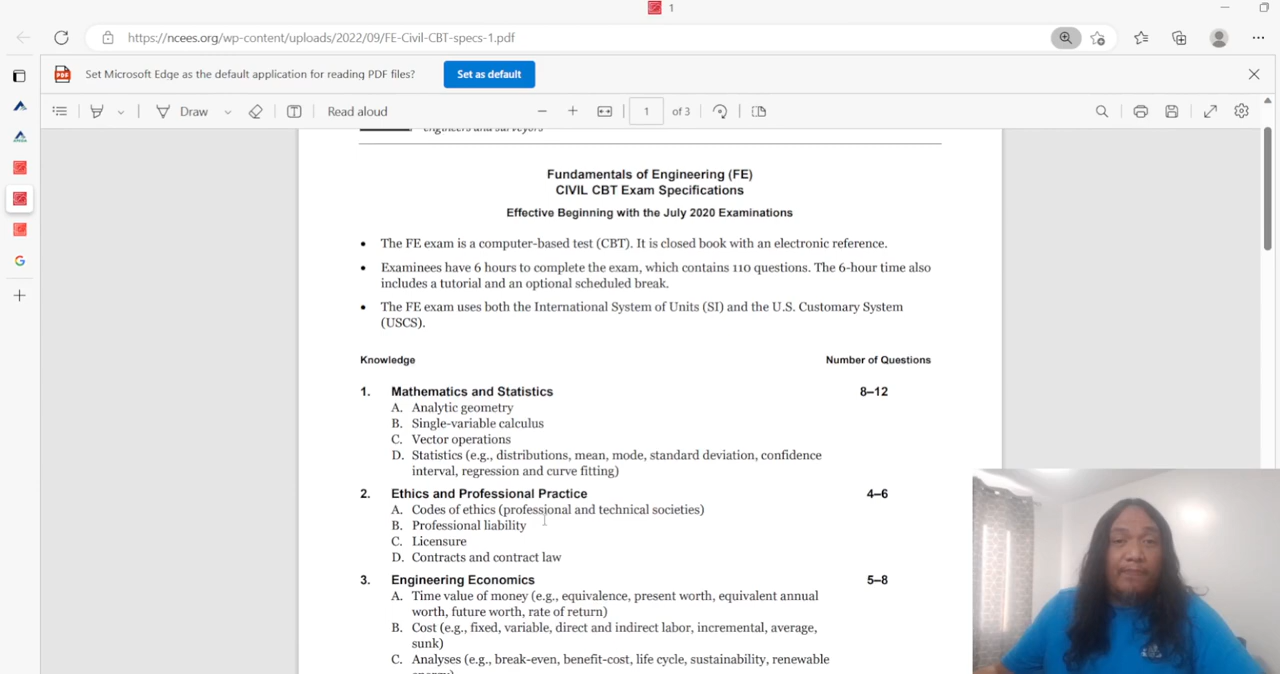 1
https://ncees.org/wp-content/uploads/2022/09/FE-Civil-CBT-specs-1.pdf
Set Microsoft Edge as the default application for reading PDF files?
Set as default
Draw
Read aloud
1 of 3
engineers and surveyors
Fundamentals of Engineering (FE)
CIVIL CBT Exam Specifications
Effective Beginning with the July 2020 Examinations
• The FE exam is a computer-based test (CBT). It is closed book with an electronic reference.
• Examinees have 6 hours to complete the exam, which contains 110 questions. The 6-hour time also
includes a tutorial and an optional scheduled break.
• The FE exam uses both the International System of Units (SI) and the U.S. Customary System
(USCS).
Knowledge Number of Questions
1. Mathematics and Statistics 8–12
A. Analytic geometry
B. Single-variable calculus
C. Vector operations
D. Statistics (e.g., distributions, mean, mode, standard deviation, confidence
interval, regression and curve fitting)
2. Ethics and Professional Practice 4–6
A. Codes of ethics (professional and technical societies)
B. Professional liability
C. Licensure
D. Contracts and contract law
3. Engineering Economics 5–8
A. Time value of money (e.g., equivalence, present worth, equivalent annual
worth, future worth, rate of return)
B. Cost (e.g., fixed, variable, direct and indirect labor, incremental, average,
sunk)
C. Analyses (e.g., break-even, benefit-cost, life cycle, sustainability, renewable